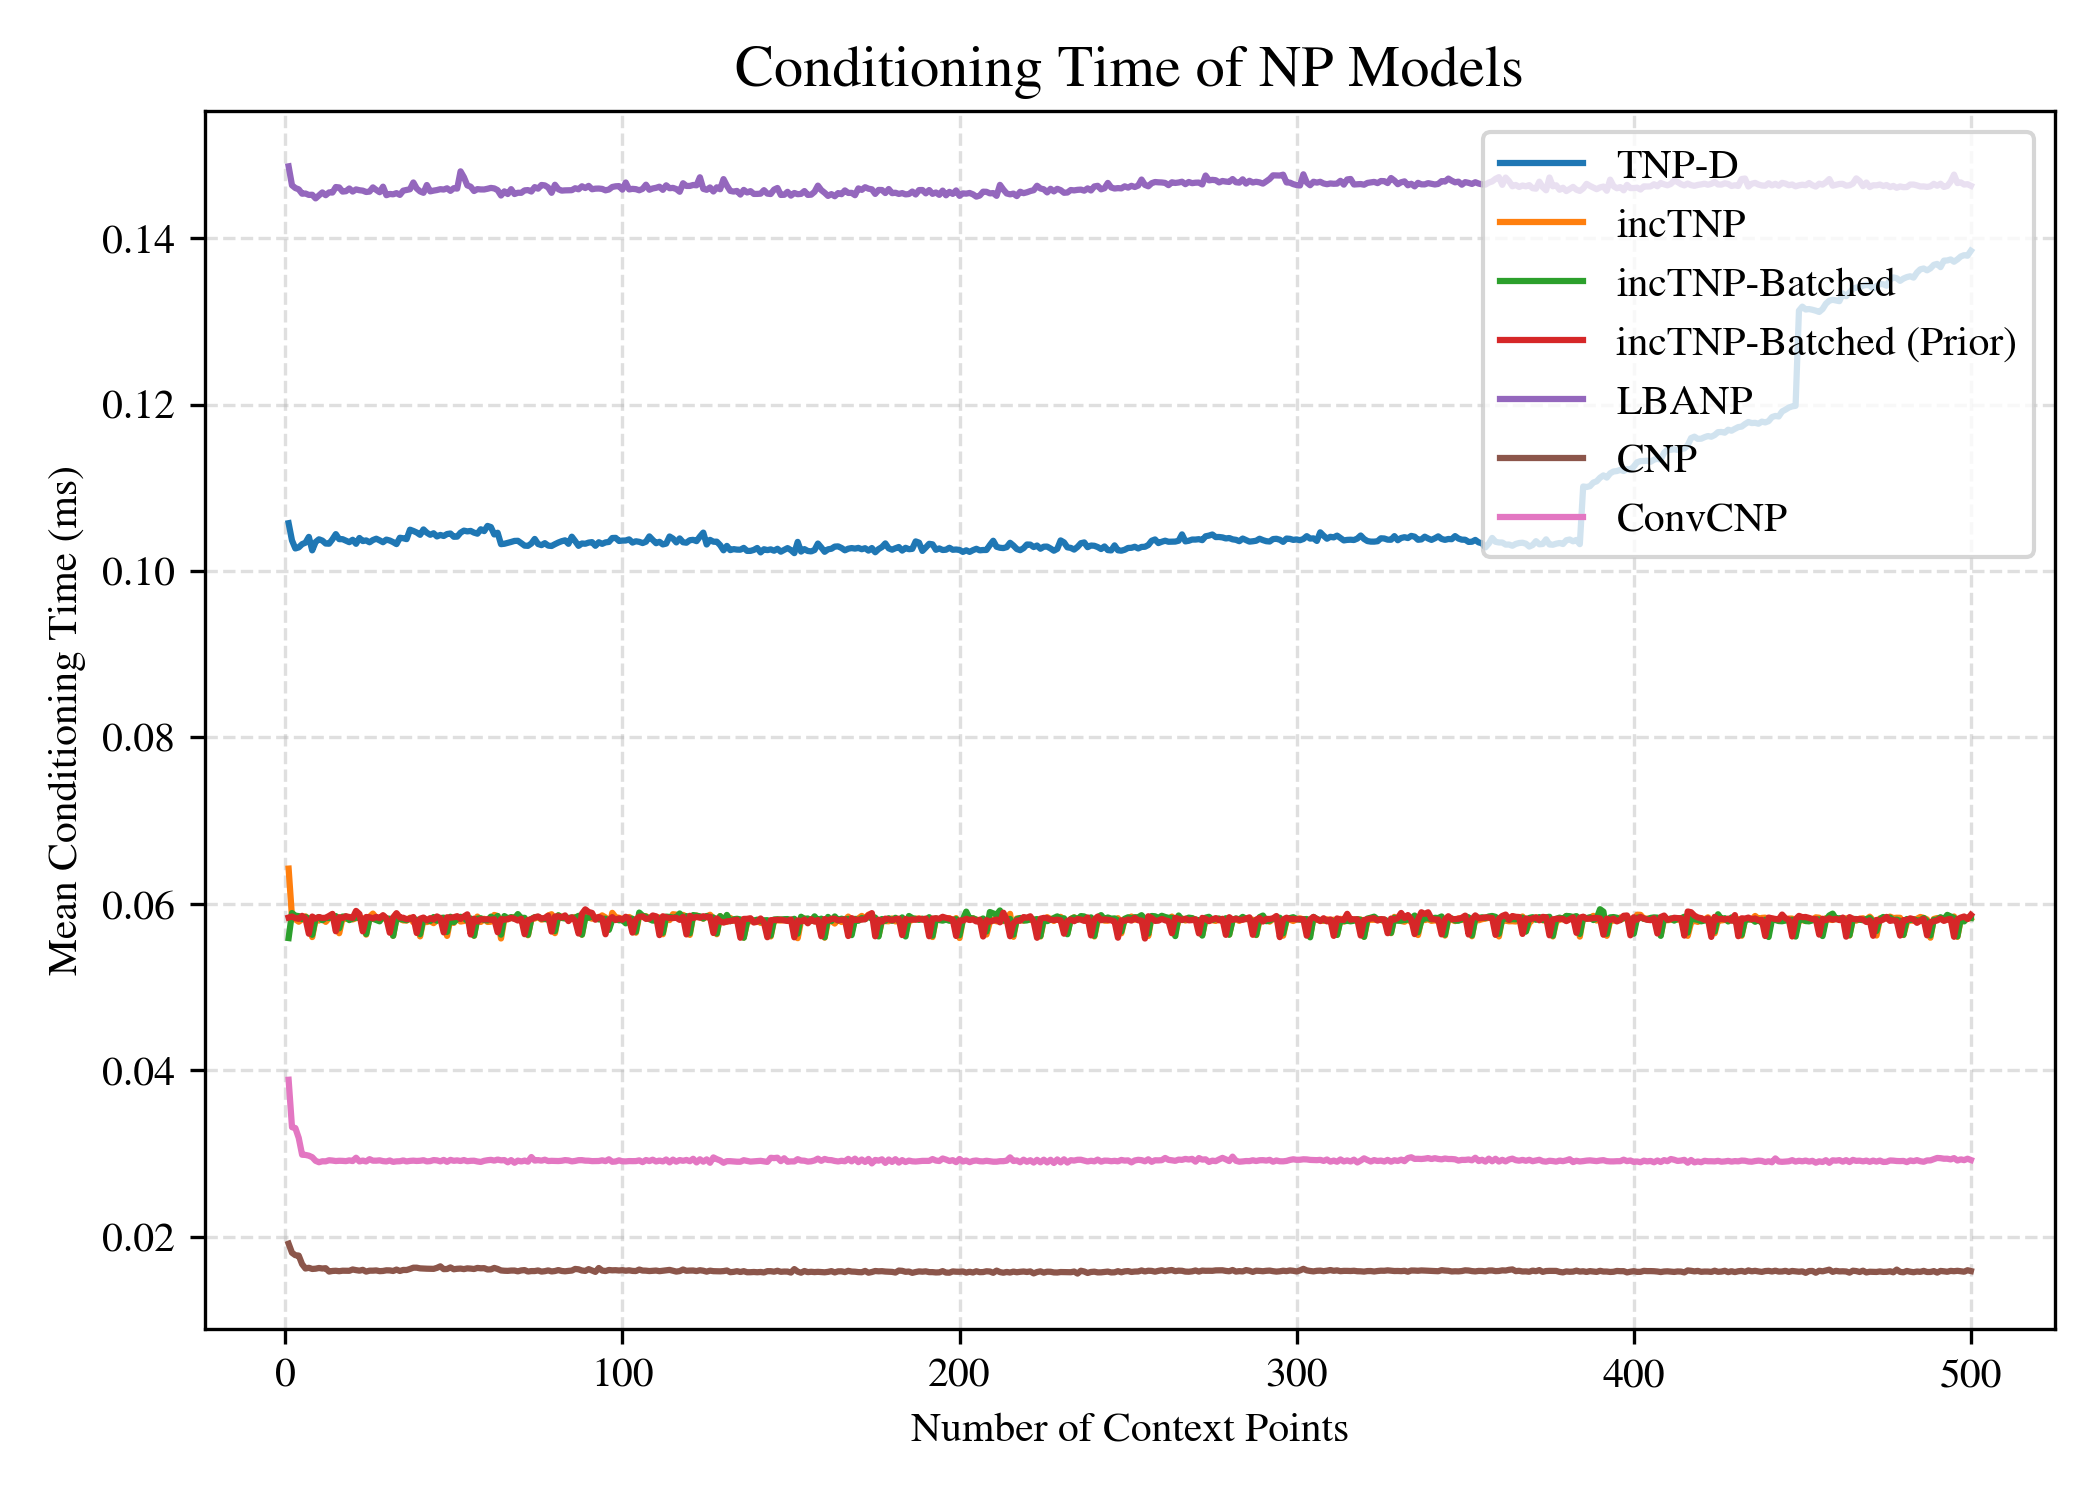 Conditioning Time of NP Models
Mean Conditioning Time (ms)
0.14
0.12
0.10
0.08
0.06
0.04
0.02
TNP-D
incTNP
incTNP-Batched
incTNP-Batched (Prior)
LBANP
CNP
ConvCNP
0 100 200 300 400 500
Number of Context Points